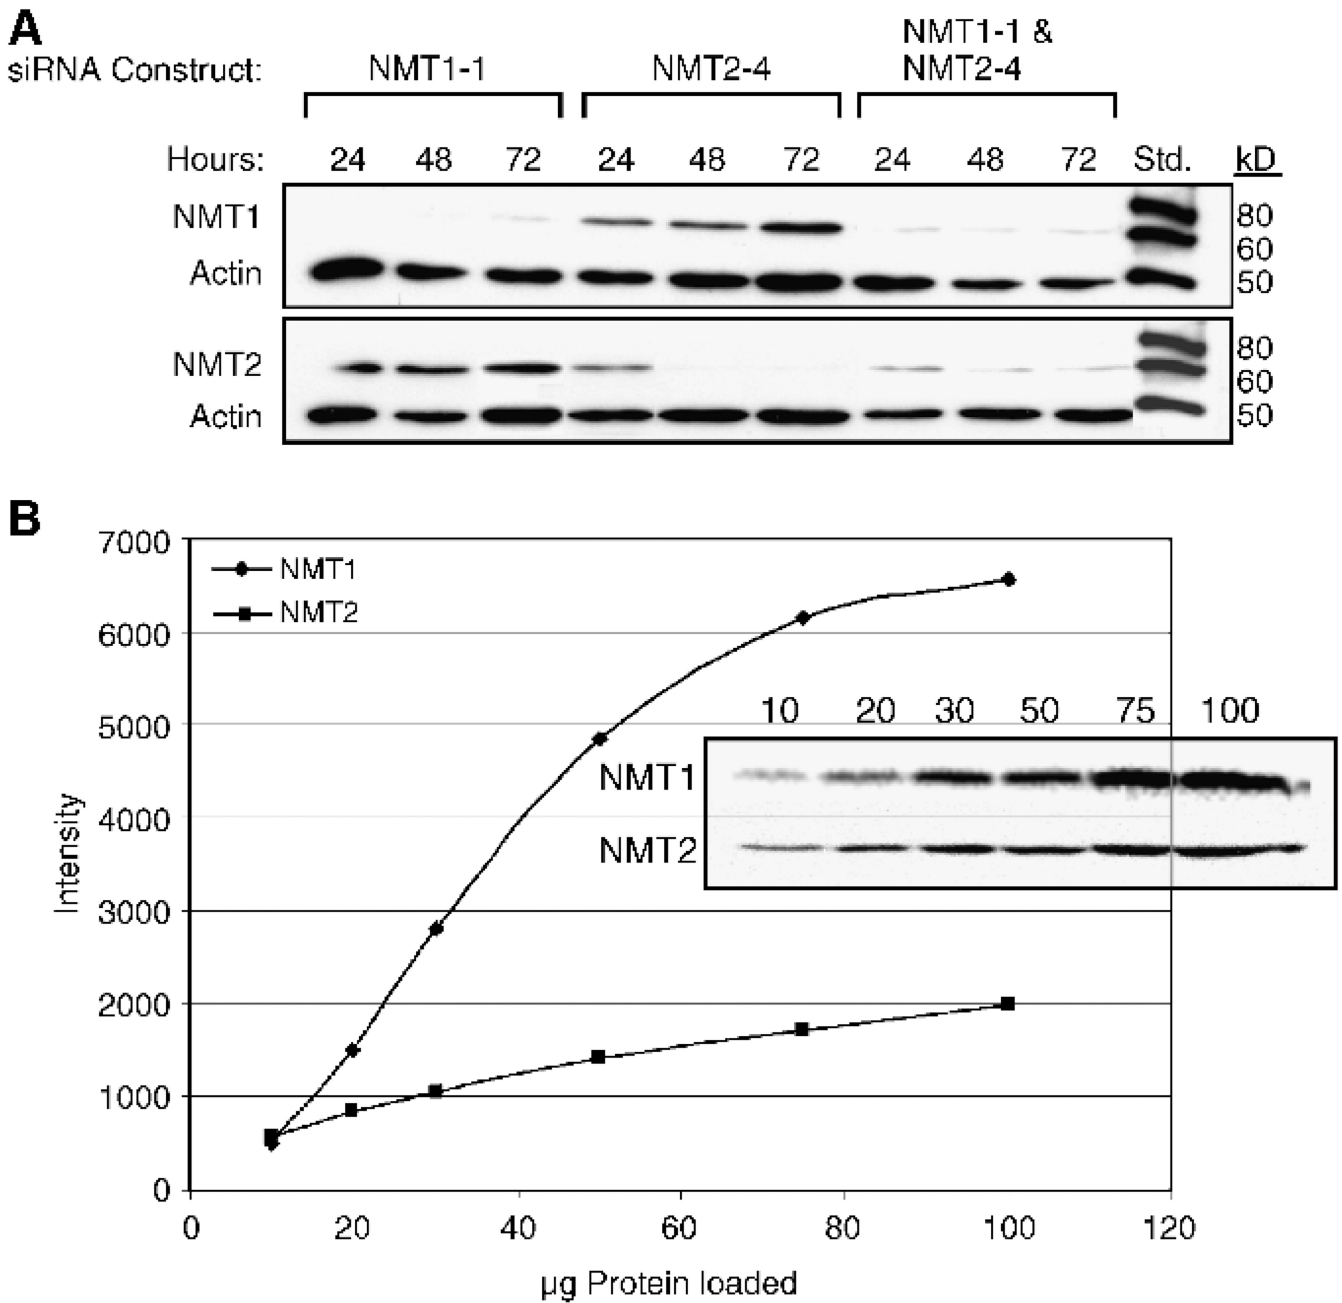 A
siRNA Construct:
NMT1-1
NMT2-4
NMT1-1 &
NMT2-4
Hours: 24 48 72 24 48 72 24 48 72 Std. kD
NMT1
Actin
80
60
50
NMT2
Actin
80
60
50
B
7000
6000
5000
4000
3000
2000
1000
0
Intensity
NMT1
NMT2
10 20 30 50 75 100
NMT1
NMT2
0 20 40 60 80 100 120
µg Protein loaded